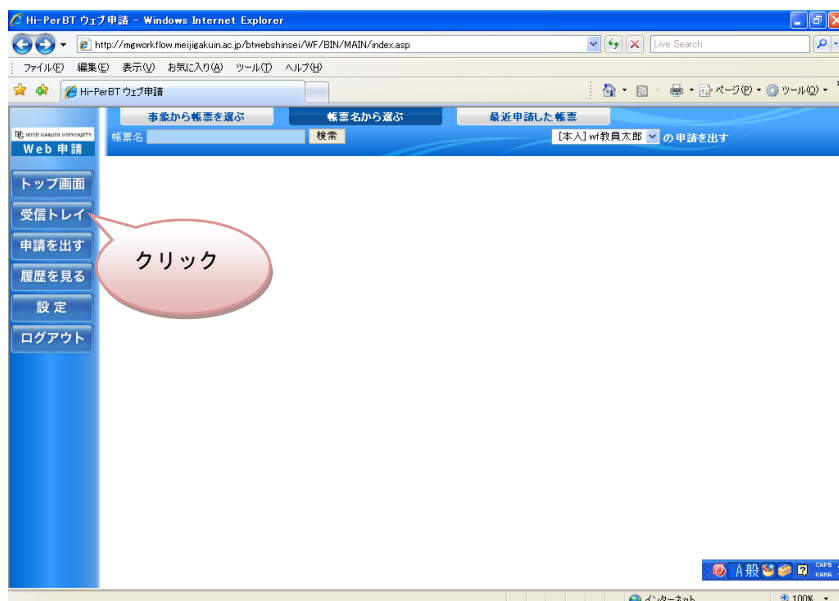 Hi-PerBT ウェブ申請 - Windows Internet Explorer
http://mgworkflow.meijigakuin.ac.jp/btwebshinsei/WF/BIN/MAIN/index.asp
Live Search
ファイル(F) 編集(E) 表示(V) お気に入り(A) ツール(T) ヘルプ(H)
Hi-PerBT ウェブ申請
ページ(P) ツール(O)
事象から帳票を選ぶ 帳票名から選ぶ 最近申請した帳票
MEIJI GAKUIN UNIVERSITY
Web 申請
帳票名 検索 [本人] wf教員太郎 の申請を出す
トップ画面
受信トレイ
申請を出す
履歴を見る
設 定
ログアウト
クリック
A 般 CAPS
KANA
インターネット 100%